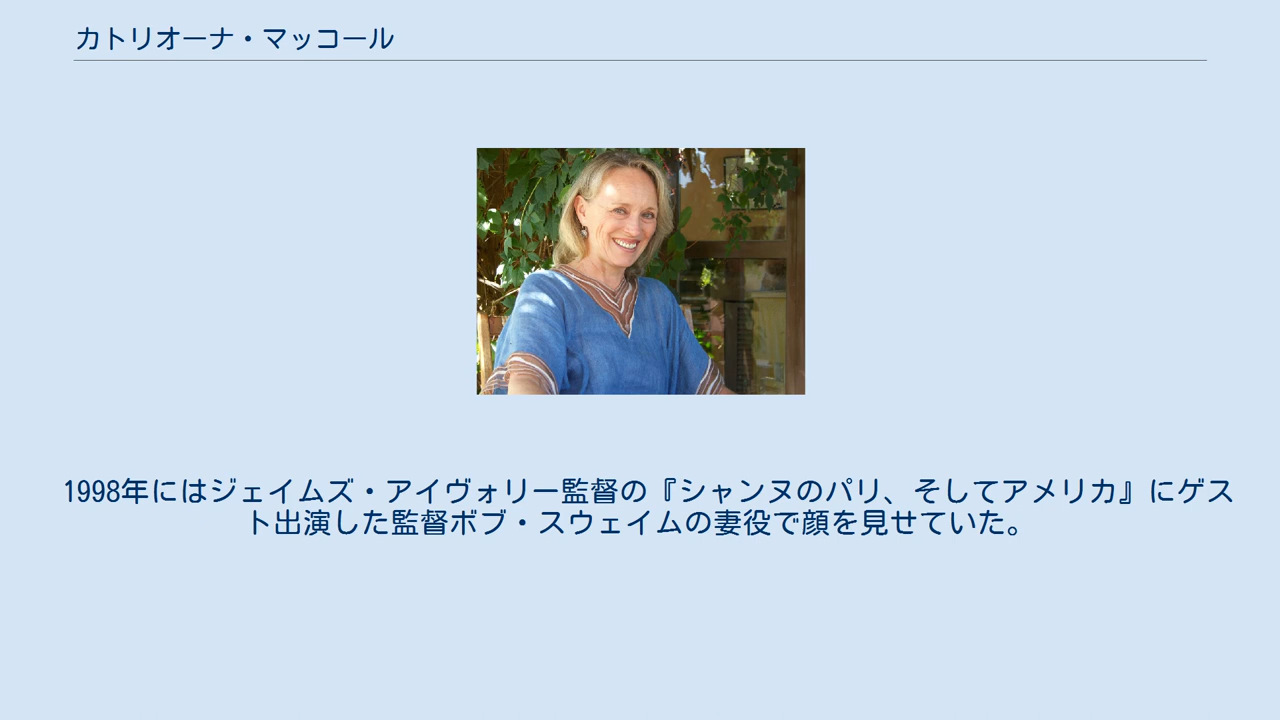 カトリオーナ・マッコール
1998年にはジェイムズ・アイヴォリー監督の『シャンヌのパリ、そしてアメリカ』にゲス
ト出演した監督ボブ・スウェイムの妻役で顔を見せていた。